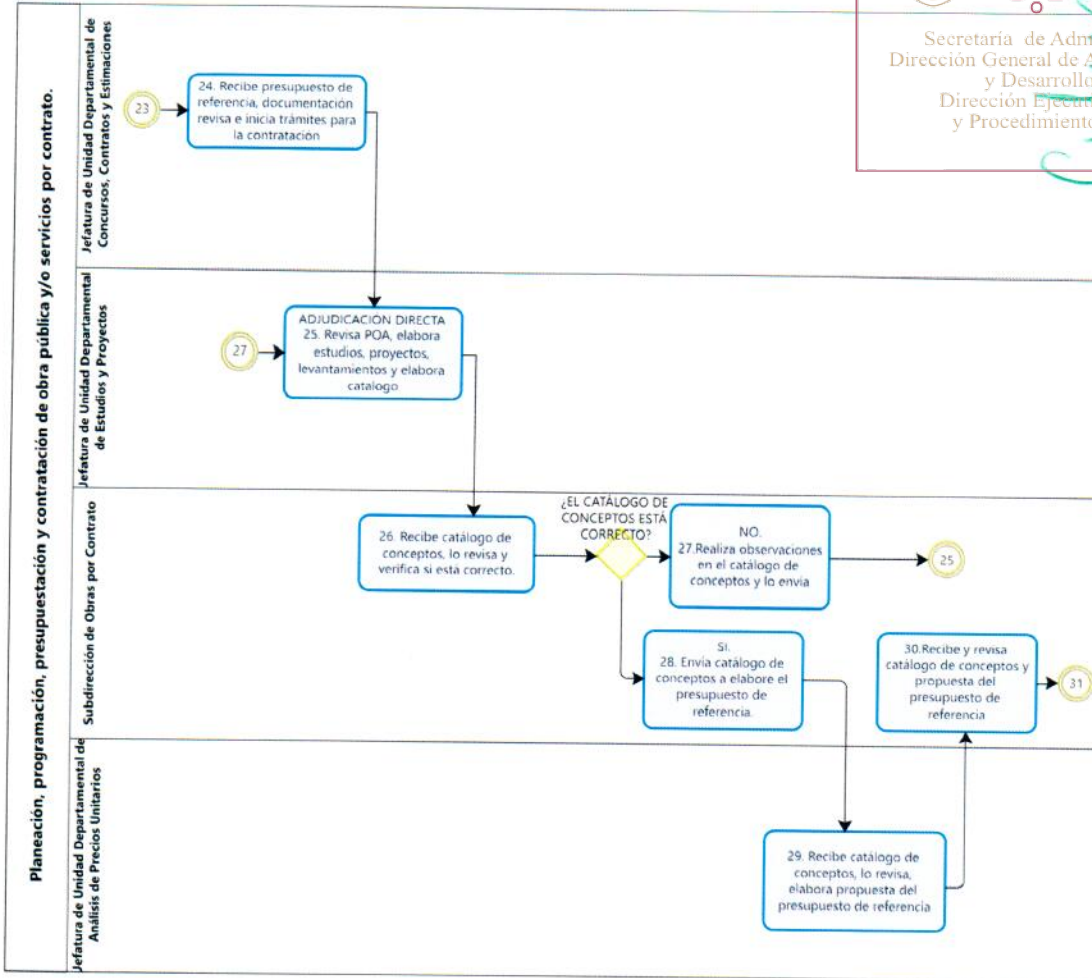 Planeación, programación, presupuestación y contratación de obra pública y/o servicios por contrato.
Jefatura de Unidad Departamental de
Concursos, Contratos y Estimaciones
23
24. Recibe presupuesto de
referencia, documentación
revisa e inicia trámites para
la contratación
Secretaría de Adm
Dirección General de A
y Desarrollo
Dirección Ejecuti
y Procedimiento
Jefatura de Unidad Departamental
de Estudios y Proyectos
27
ADJUDICACIÓN DIRECTA
25. Revisa POA, elabora
estudios, proyectos,
levantamientos y elabora
catalogo
Subdirección de Obras por Contrato
26. Recibe catálogo de
conceptos, lo revisa y
verifica si está correcto.
¿EL CATÁLOGO DE
CONCEPTOS ESTÁ
CORRECTO?
NO.
27.Realiza observaciones
en el catálogo de
conceptos y lo envia
25
SI.
28. Envía catálogo de
conceptos a elabore el
presupuesto de
referencia.
30.Recibe y revisa
catálogo de conceptos y
propuesta del
presupuesto de
referencia
31
Jefatura de Unidad Departamental de
Análisis de Precios Unitarios
29. Recibe catálogo de
conceptos, lo revisa,
elabora propuesta del
presupuesto de referencia